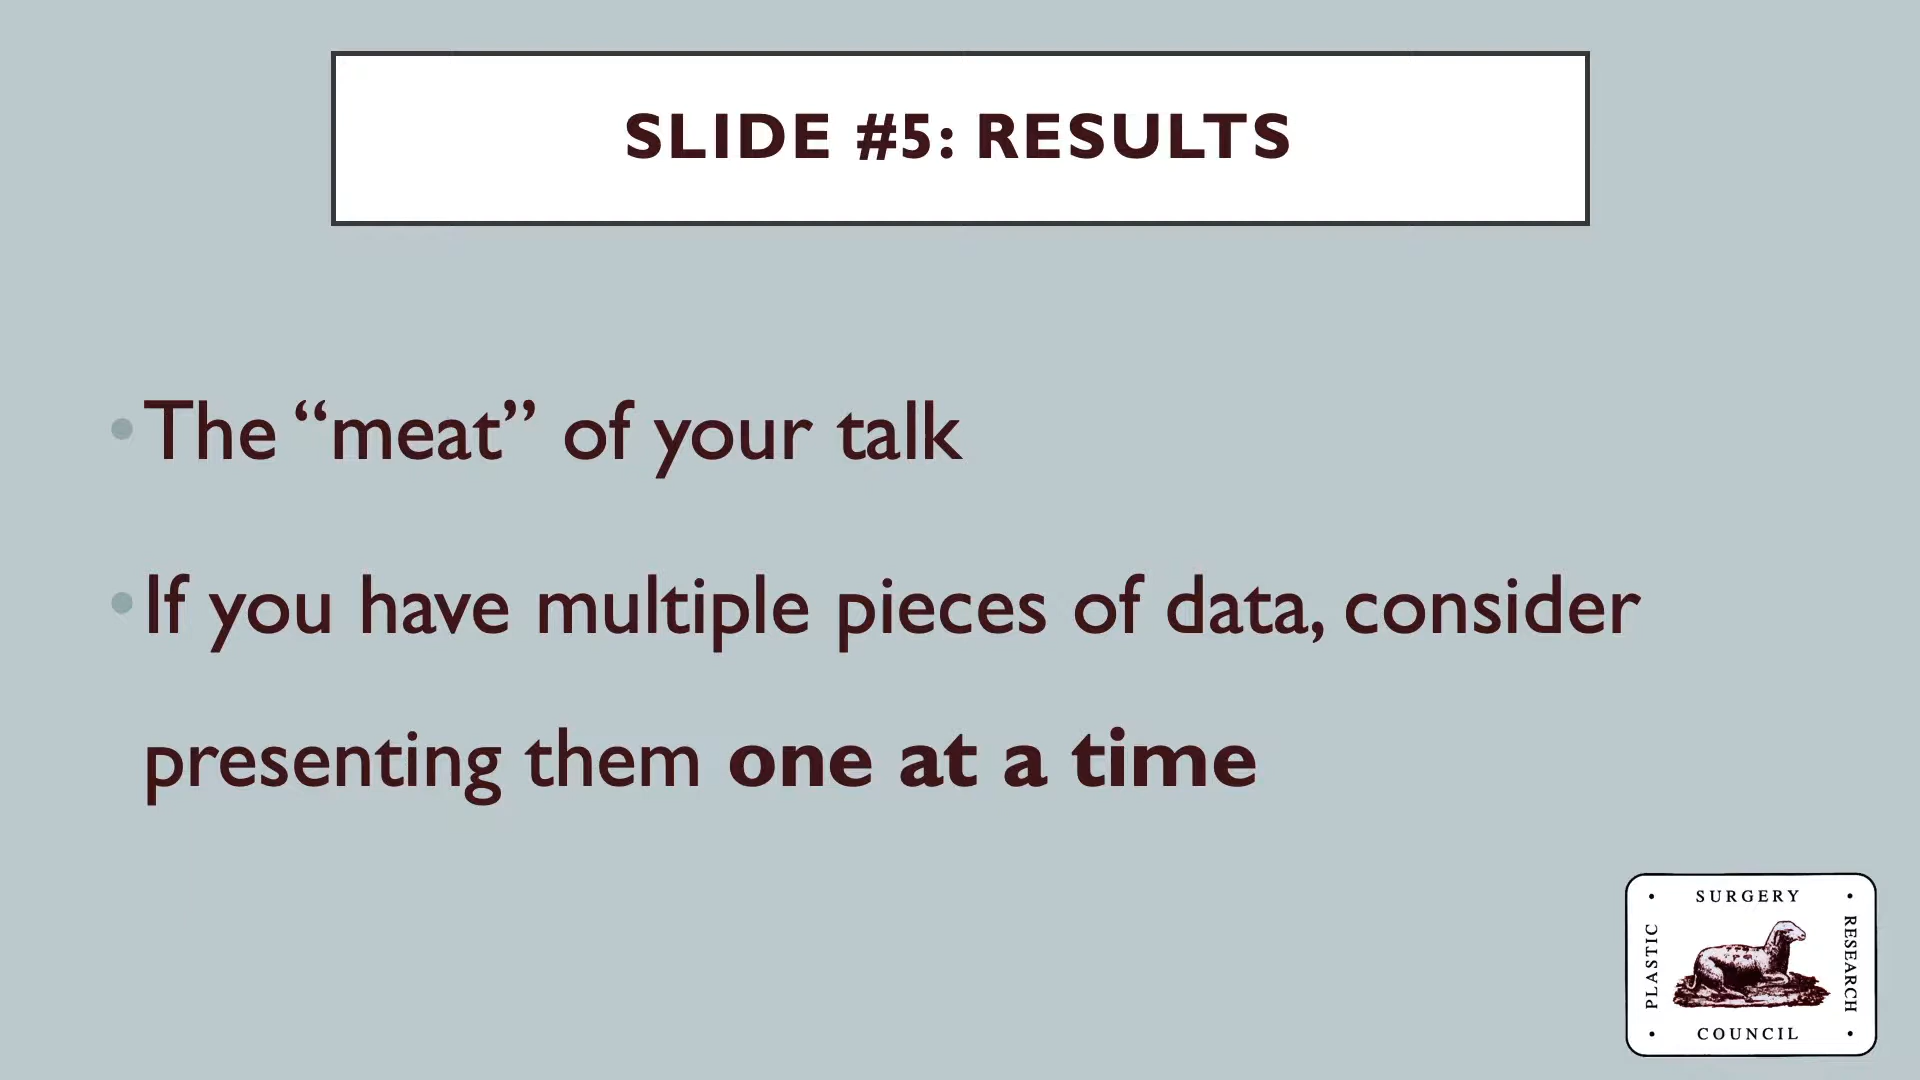 SLIDE #5: RESULTS
• The “meat” of your talk
• If you have multiple pieces of data, consider
presenting them one at a time
SURGERY
PLASTIC
RESEARCH
COUNCIL